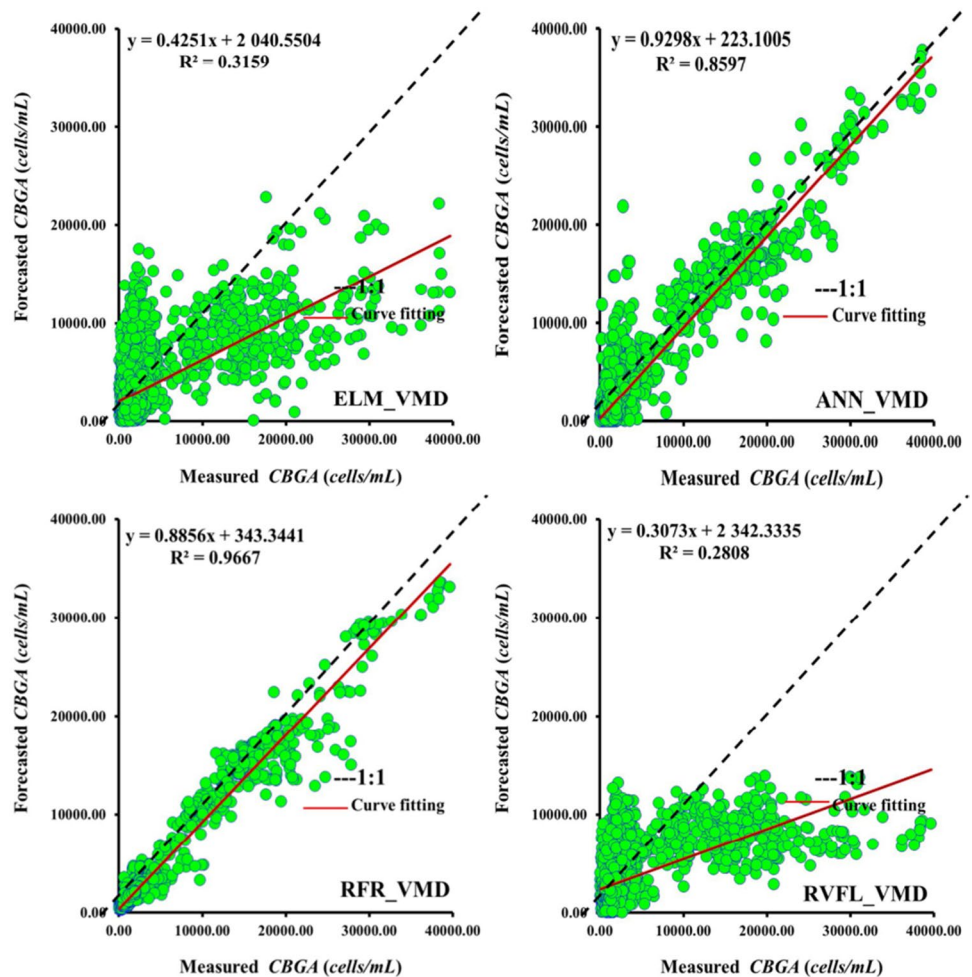 y = 0.4251x + 2 040.5504
R² = 0.3159
40000.00
30000.00
20000.00
10000.00
0.00
Forecasted CBGA (cells/mL)
---1:1
Curve fitting
ELM_VMD
0.00 10000.00 20000.00 30000.00 40000.00
Measured CBGA (cells/mL)
y = 0.9298x + 223.1005
R² = 0.8597
40000.00
30000.00
20000.00
10000.00
0.00
Forecasted CBGA (cells/mL)
---1:1
Curve fitting
ANN_VMD
0.00 10000.00 20000.00 30000.00 40000.00
Measured CBGA (cells/mL)
y = 0.8856x + 343.3441
R² = 0.9667
40000.00
30000.00
20000.00
10000.00
0.00
Forecasted CBGA (cells/mL)
---1:1
Curve fitting
RFR_VMD
0.00 10000.00 20000.00 30000.00 40000.00
Measured CBGA (cells/mL)
y = 0.3073x + 2 342.3335
R² = 0.2808
40000.00
30000.00
20000.00
10000.00
0.00
Forecasted CBGA (cells/mL)
---1:1
Curve fitting
RVFL_VMD
0.00 10000.00 20000.00 30000.00 40000.00
Measured CBGA (cells/mL)